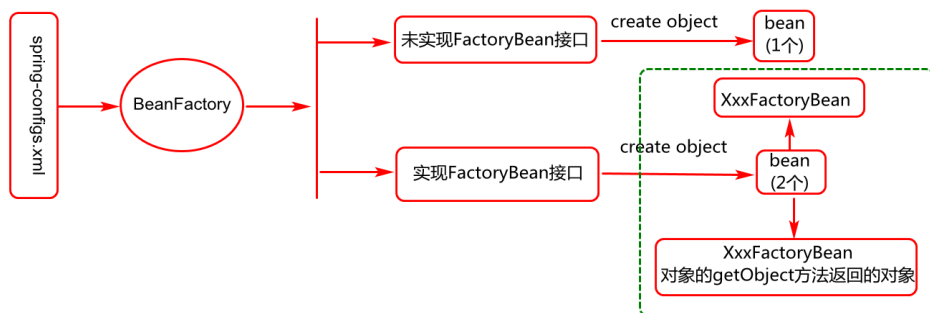 spring-configs.xml
BeanFactory
未实现FactoryBean接口
create object
bean
(1个)
实现FactoryBean接口
create object
XxxFactoryBean
bean
(2个)
XxxFactoryBean
对象的getObject方法返回的对象